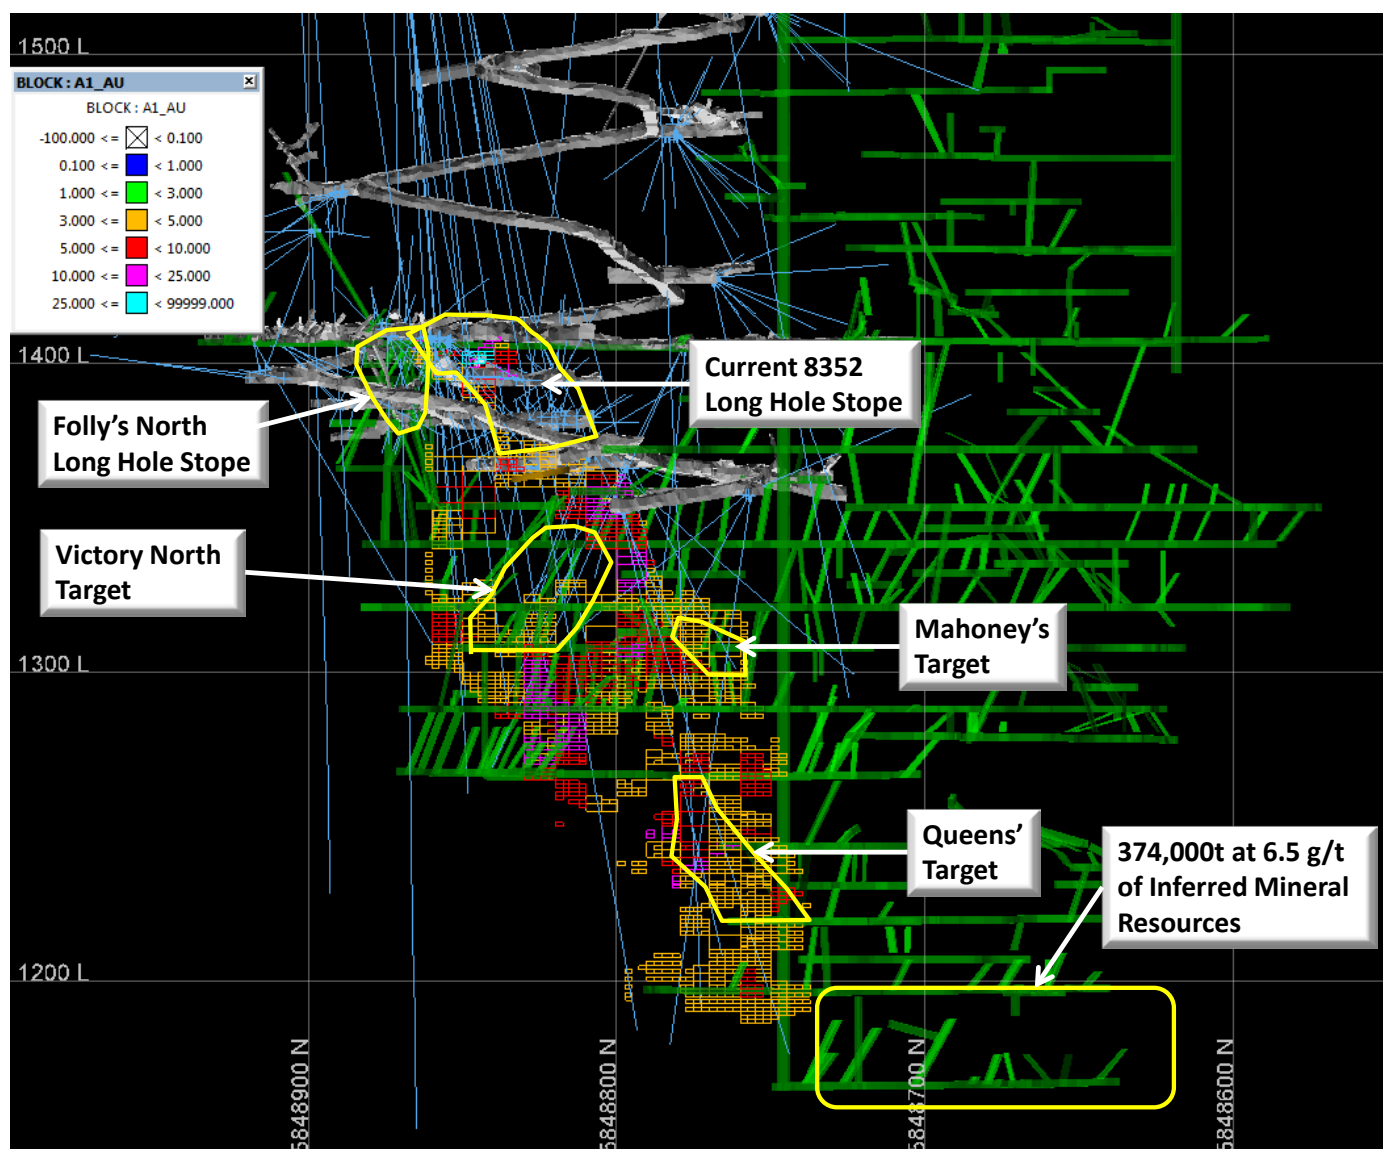 1500 L
BLOCK : A1_AU
BLOCK : A1_AU
-100.000 <= < 0.100
0.100 <= < 1.000
1.000 <= < 3.000
3.000 <= < 5.000
5.000 <= < 10.000
10.000 <= < 25.000
25.000 <= < 99999.000
1400 L
Current 8352
Long Hole Stope
Folly's North
Long Hole Stope
Victory North
Target
Mahoney's
Target
1300 L
Queens'
Target
374,000t at 6.5 g/t
of Inferred Mineral
Resources
1200 L
5848900 N
5848800 N
5848700 N
5848600 N